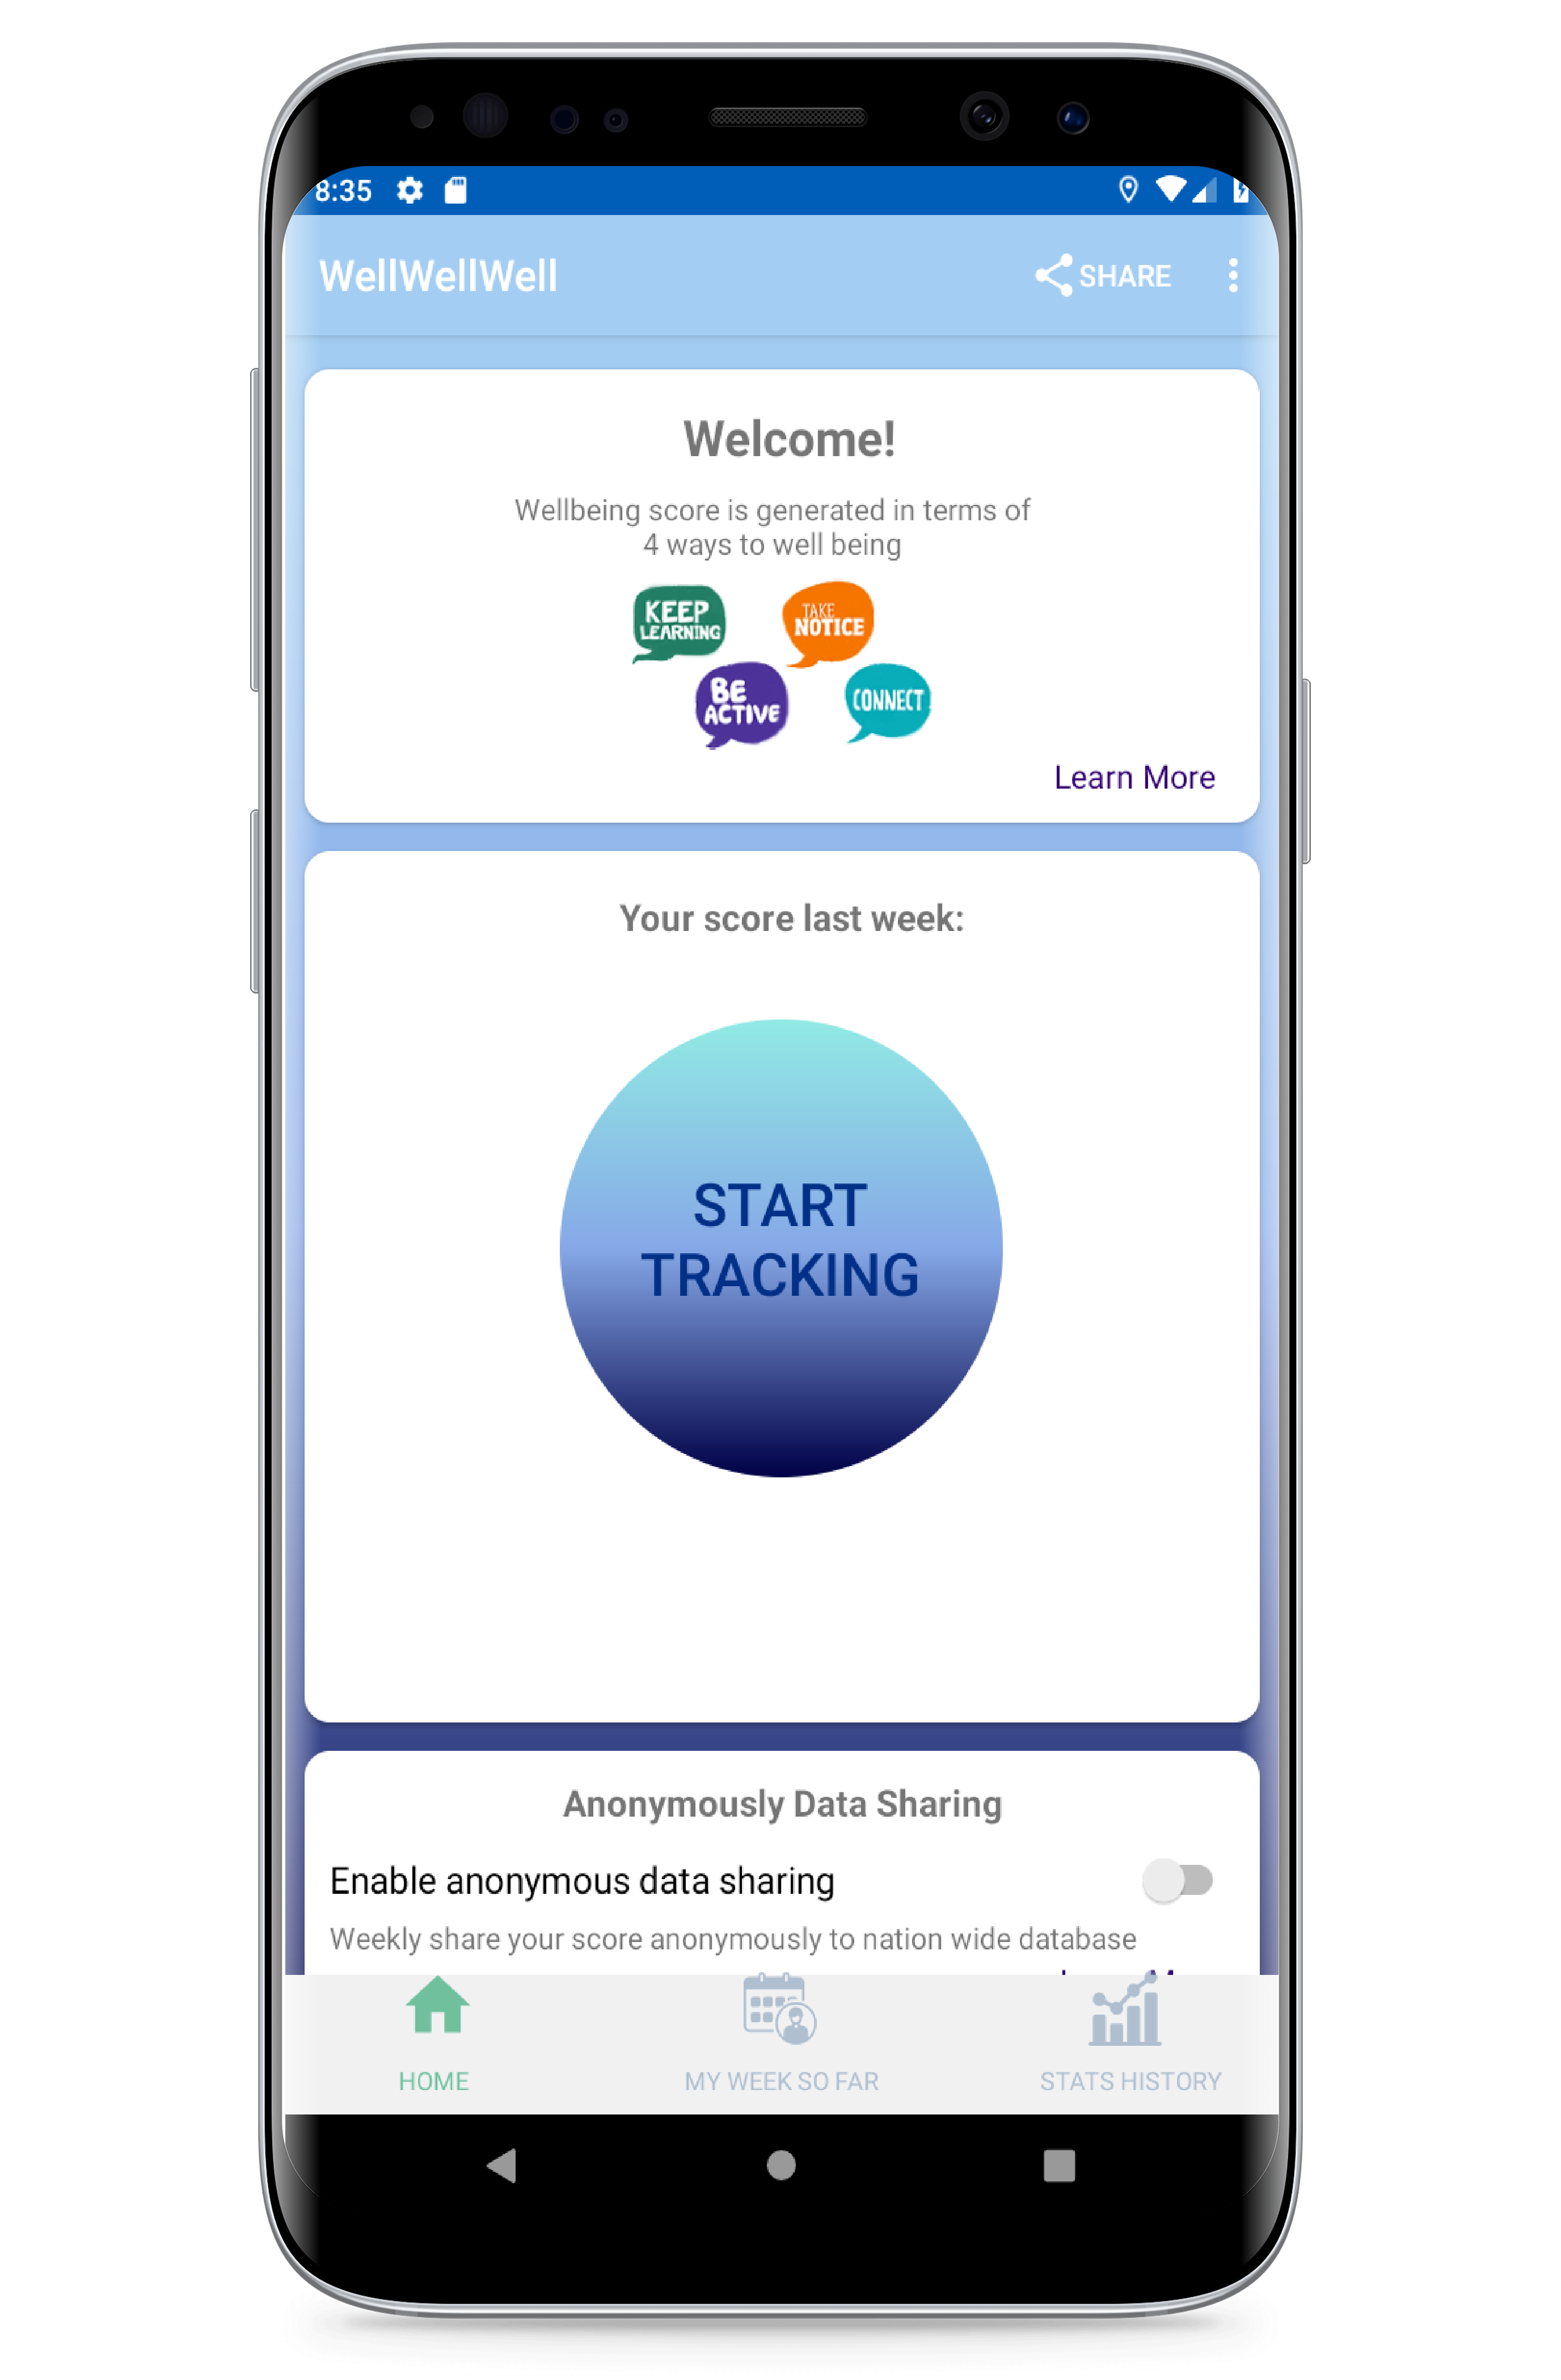 8:35
WellWellWell
SHARE
Welcome!
Wellbeing score is generated in terms of
4 ways to well being
KEEP
LEARNING
TAKE
NOTICE
BE
ACTIVE
CONNECT
Learn More
Your score last week:
START
TRACKING
Anonymously Data Sharing
Enable anonymous data sharing
Weekly share your score anonymously to nation wide database
HOME
MY WEEK SO FAR
STATS HISTORY